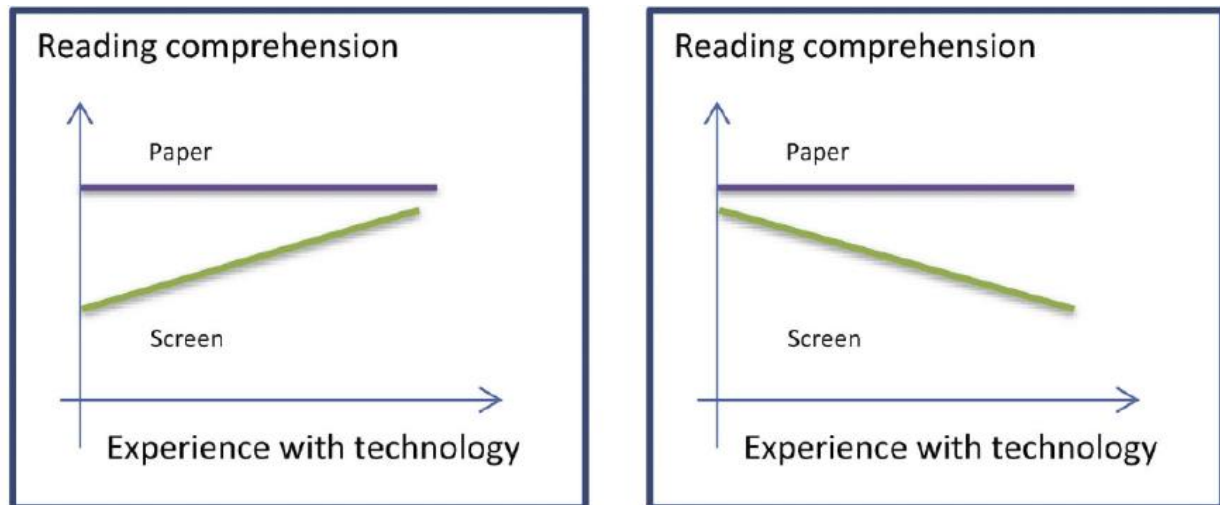 Reading comprehension
Paper
Screen
Experience with technology
Reading comprehension
Paper
Screen
Experience with technology